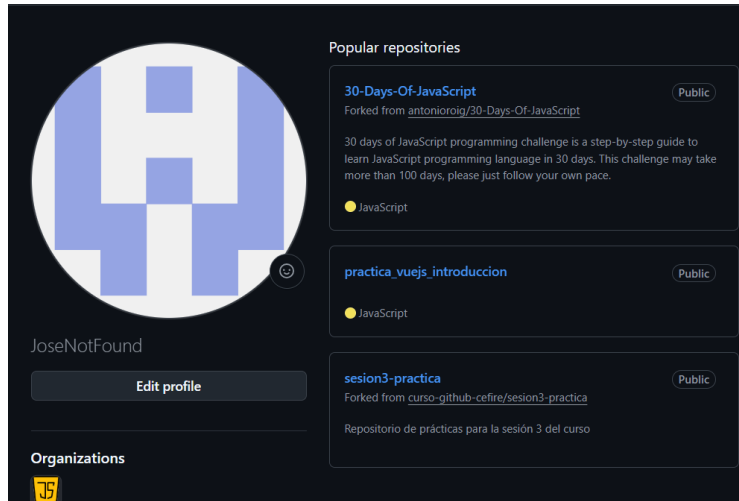 Popular repositories
30-Days-Of-JavaScript
Public
Forked from antonioroig/30-Days-Of-JavaScript
30 days of JavaScript programming challenge is a step-by-step guide to
learn JavaScript programming language in 30 days. This challenge may take
more than 100 days, please just follow your own pace.
JavaScript
practica_vuejs_introduccion
Public
JavaScript
sesion3-practica
Public
Forked from curso-github-cefire/sesion3-practica
Repositorio de prácticas para la sesión 3 del curso
JoseNotFound
Edit profile
Organizations
JS